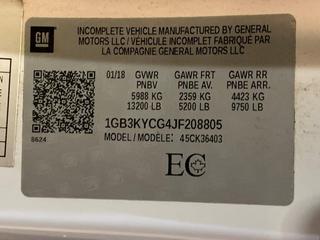 GM
INCOMPLETE VEHICLE MANUFACTURED BY GENERAL
MOTORS LLC / VÉHICULE INCOMPLET FABRIQUÉ PAR
LA COMPAGNIE GENERAL MOTORS LLC
01/18 GVWR GAWR FRT GAWR RR
PNBV PNBE AV. PNBE ARR.
5988 KG 2359 KG 4423 KG
13200 LB 5200 LB 9750 LB
1GB3KYCG4JF208805
MODEL / MODÈLE: 45CK36403
8624
EC